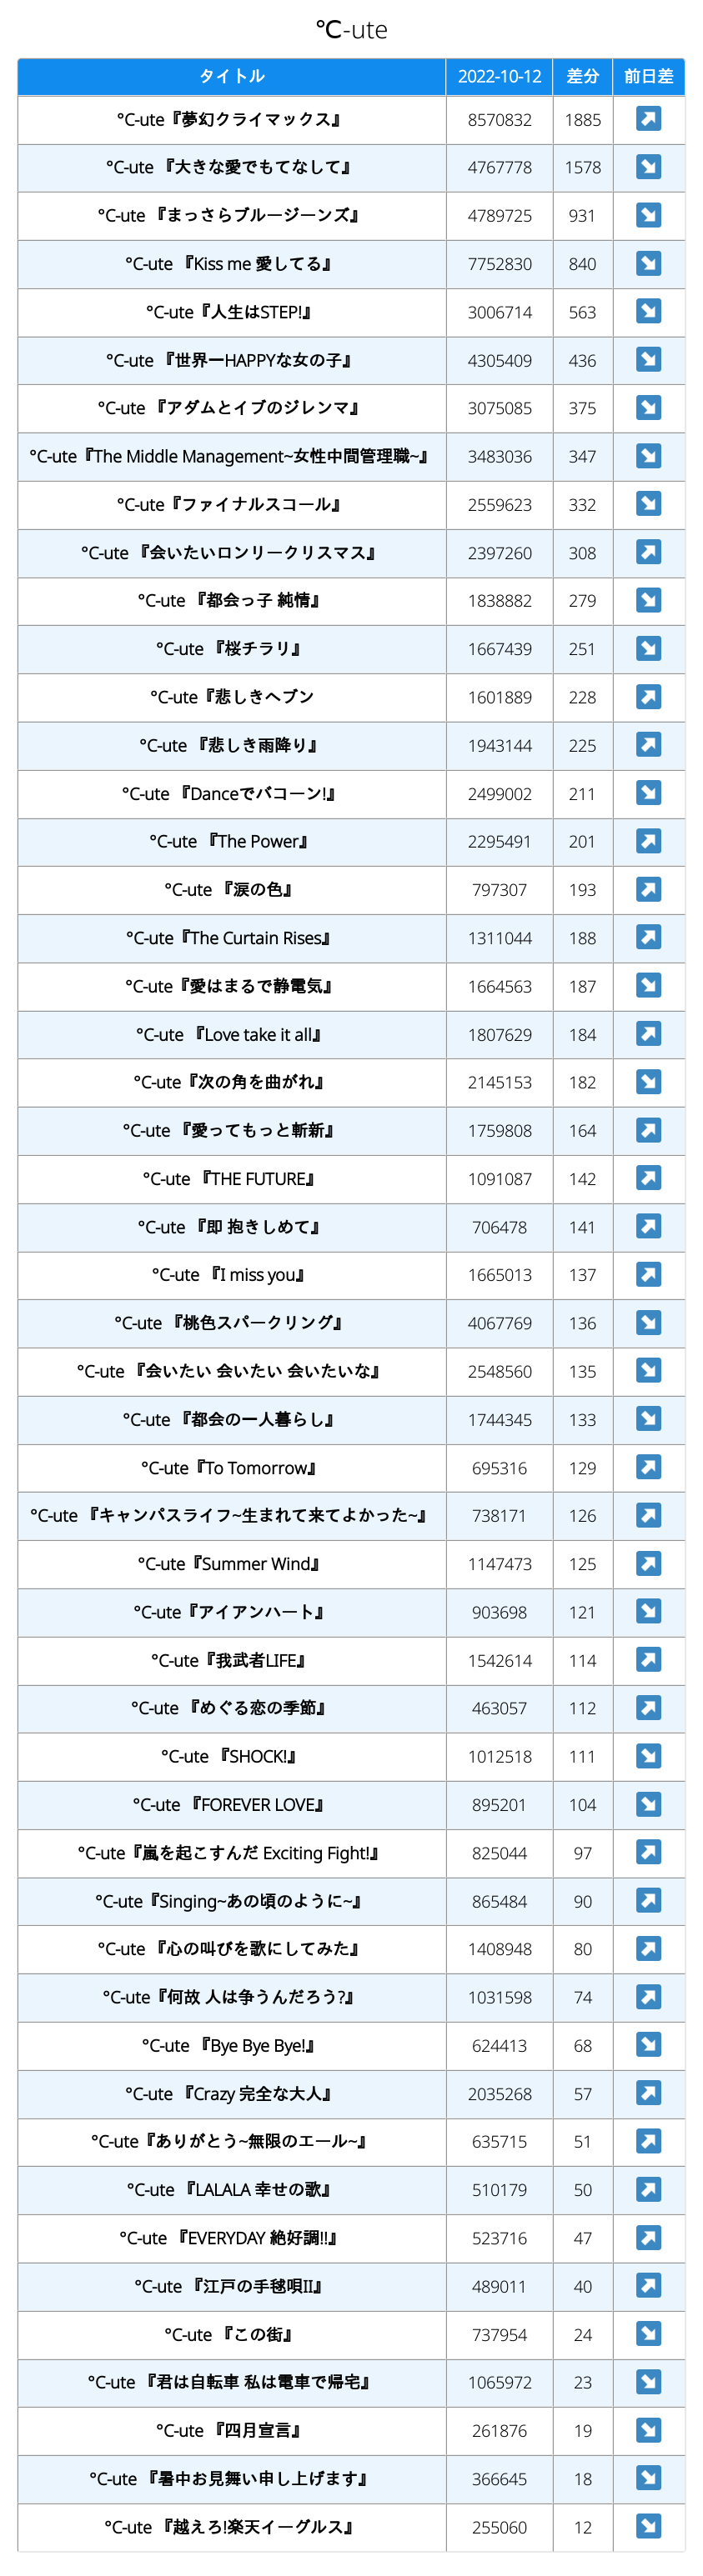 ℃-ute
タイトル 2022-10-12 差分 前日差
℃-ute『夢幻クライマックス』 8570832 1885 ↗
℃-ute 『大きな愛でもてなして』 4767778 1578 ↘
℃-ute 『まっさらブルージーンズ』 4789725 931 ↘
℃-ute 『Kiss me 愛してる』 7752830 840 ↘
℃-ute『人生はSTEP!』 3006714 563 ↘
℃-ute 『世界一HAPPYな女の子』 4305409 436 ↘
℃-ute 『アダムとイブのジレンマ』 3075085 375 ↘
℃-ute『The Middle Management~女性中間管理職~』 3483036 347 ↘
℃-ute『ファイナルスコール』 2559623 332 ↘
℃-ute 『会いたいロンリークリスマス』 2397260 308 ↗
℃-ute 『都会っ子 純情』 1838882 279 ↘
℃-ute 『桜チラリ』 1667439 251 ↘
℃-ute『悲しきヘブン 1601889 228 ↗
℃-ute 『悲しき雨降り』 1943144 225 ↗
℃-ute 『Danceでバコーン!』 2499002 211 ↘
℃-ute 『The Power』 2295491 201 ↗
℃-ute 『涙の色』 797307 193 ↗
℃-ute『The Curtain Rises』 1311044 188 ↗
℃-ute『愛はまるで静電気』 1664563 187 ↘
℃-ute 『Love take it all』 1807629 184 ↗
℃-ute『次の角を曲がれ』 2145153 182 ↘
℃-ute 『愛ってもっと斬新』 1759808 164 ↗
℃-ute 『THE FUTURE』 1091087 142 ↗
℃-ute 『即 抱きしめて』 706478 141 ↗
℃-ute 『I miss you』 1665013 137 ↗
℃-ute 『桃色スパークリング』 4067769 136 ↘
℃-ute 『会いたい 会いたい 会いたいな』 2548560 135 ↘
℃-ute 『都会の一人暮らし』 1744345 133 ↘
℃-ute『To Tomorrow』 695316 129 ↗
℃-ute 『キャンパスライフ~生まれて来てよかった~』 738171 126 ↗
℃-ute『Summer Wind』 1147473 125 ↗
℃-ute『アイアンハート』 903698 121 ↘
℃-ute『我武者LIFE』 1542614 114 ↗
℃-ute 『めぐる恋の季節』 463057 112 ↗
℃-ute 『SHOCK!』 1012518 111 ↘
℃-ute 『FOREVER LOVE』 895201 104 ↘
℃-ute『嵐を起こすんだ Exciting Fight!』 825044 97 ↗
℃-ute『Singing~あの頃のように~』 865484 90 ↗
℃-ute 『心の叫びを歌にしてみた』 1408948 80 ↗
℃-ute『何故 人は争うんだろう?』 1031598 74 ↗
℃-ute 『Bye Bye Bye!』 624413 68 ↘
℃-ute 『Crazy 完全な大人』 2035268 57 ↗
℃-ute『ありがとう~無限のエール~』 635715 51 ↗
℃-ute 『LALALA 幸せの歌』 510179 50 ↗
℃-ute 『EVERYDAY 絶好調!!』 523716 47 ↗
℃-ute 『江戸の手毬唄II』 489011 40 ↗
℃-ute 『この街』 737954 24 ↘
℃-ute 『君は自転車 私は電車で帰宅』 1065972 23 ↘
℃-ute 『四月宣言』 261876 19 ↘
℃-ute 『暑中お見舞い申し上げます』 366645 18 ↘
℃-ute 『越えろ!楽天イーグルス』 255060 12 ↘